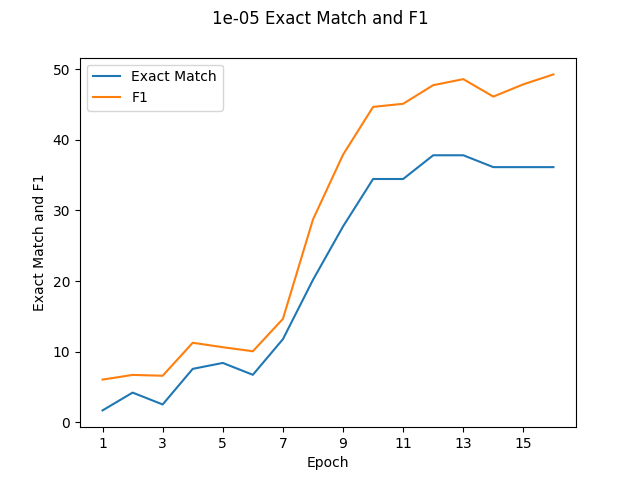 1e-05 Exact Match and F1
Exact Match
F1
Exact Match and F1
50
40
30
20
10
0
1 3 5 7 9 11 13 15
Epoch